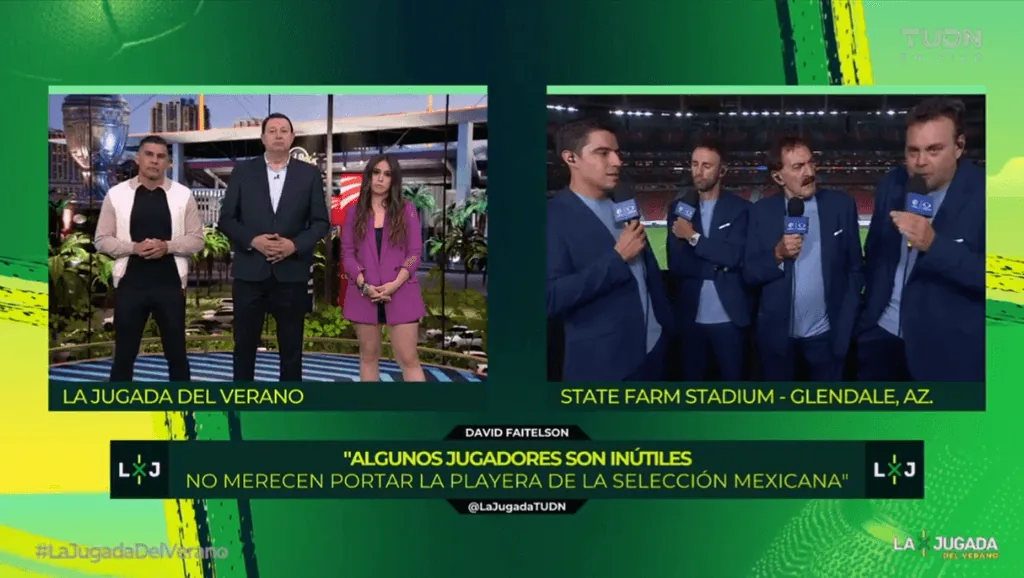 TUDN
LA JUGADA DEL VERANO
STATE FARM STADIUM - GLENDALE, AZ.
DAVID FAITELSON
L J
"ALGUNOS JUGADORES SON INÚTILES
NO MERECEN PORTAR LA PLAYERA DE LA SELECCIÓN MEXICANA"
L J
@LaJugadaTUDN
#LaJugadaDelVerano
LA JUGADA
DEL VERANO